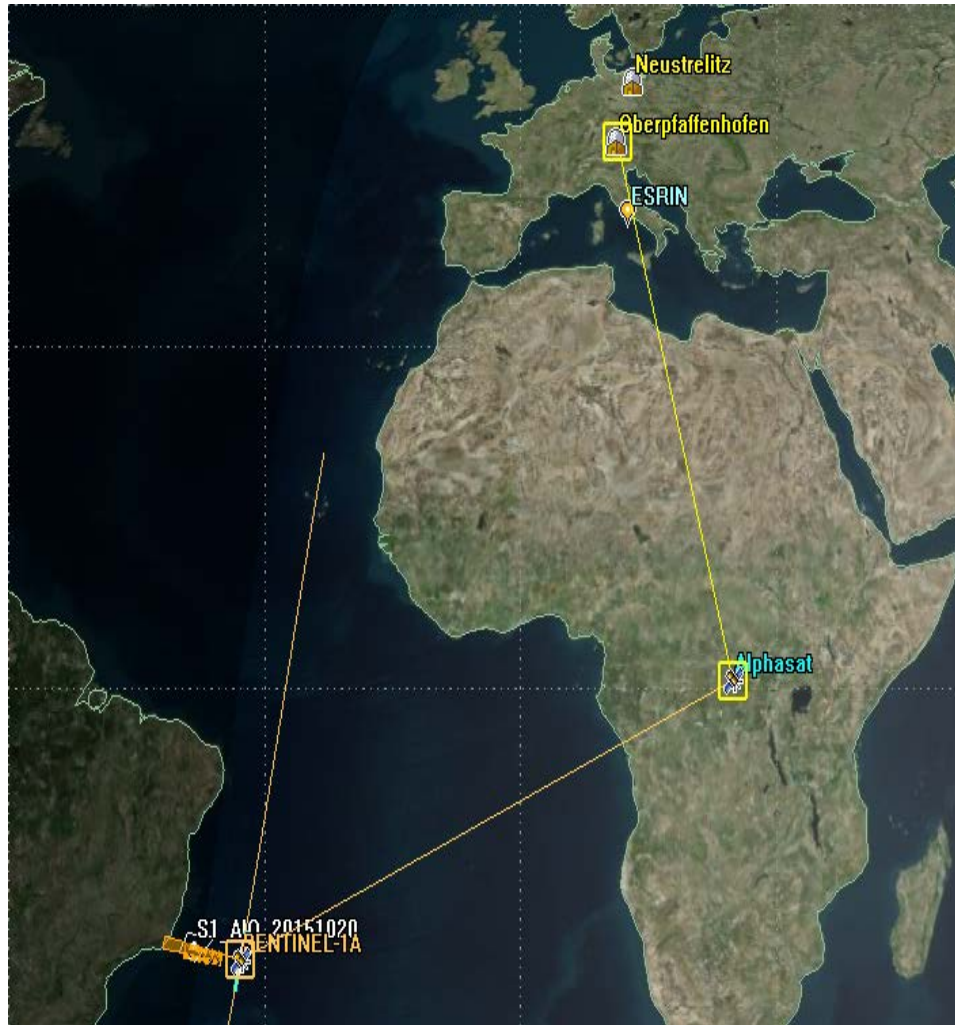 Neustrelitz
Oberpfaffenhofen
ESRIN
Alphasat
S1_AIO_20151020
SENTINEL-1A